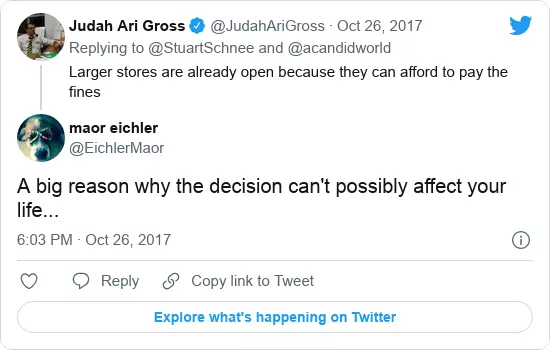 Judah Ari Gross @JudahAriGross · Oct 26, 2017
Replying to @StuartSchnee and @acandidworld
Larger stores are already open because they can afford to pay the
fines
maor eichler
@EichlerMaor
A big reason why the decision can't possibly affect your
life...
6:03 PM · Oct 26, 2017
Reply
Copy link to Tweet
Explore what's happening on Twitter